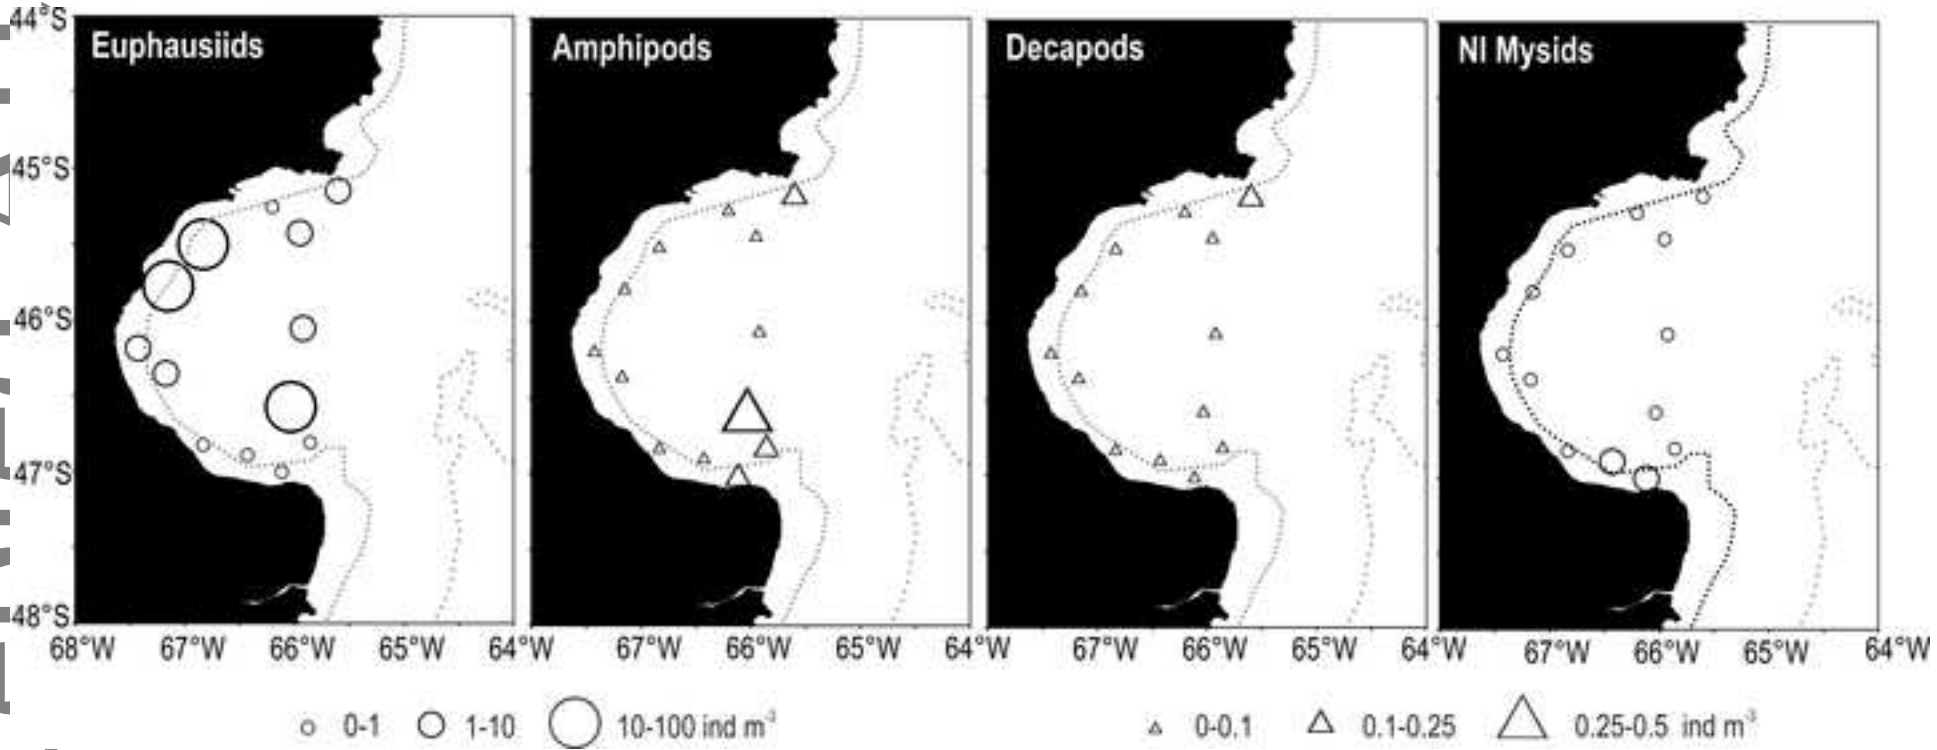 Euphausiids Amphipods Decapods NI Mysids
44°S
45°S
46°S
47°S
48°S
68°W 67°W 66°W 65°W 64°W 67°W 66°W 65°W 64°W 67°W 66°W 65°W 64°W 67°W 66°W 65°W 64°W
0-1 1-10 10-100 ind m⁻³ 0-0.1 0.1-0.25 0.25-0.5 ind m⁻³